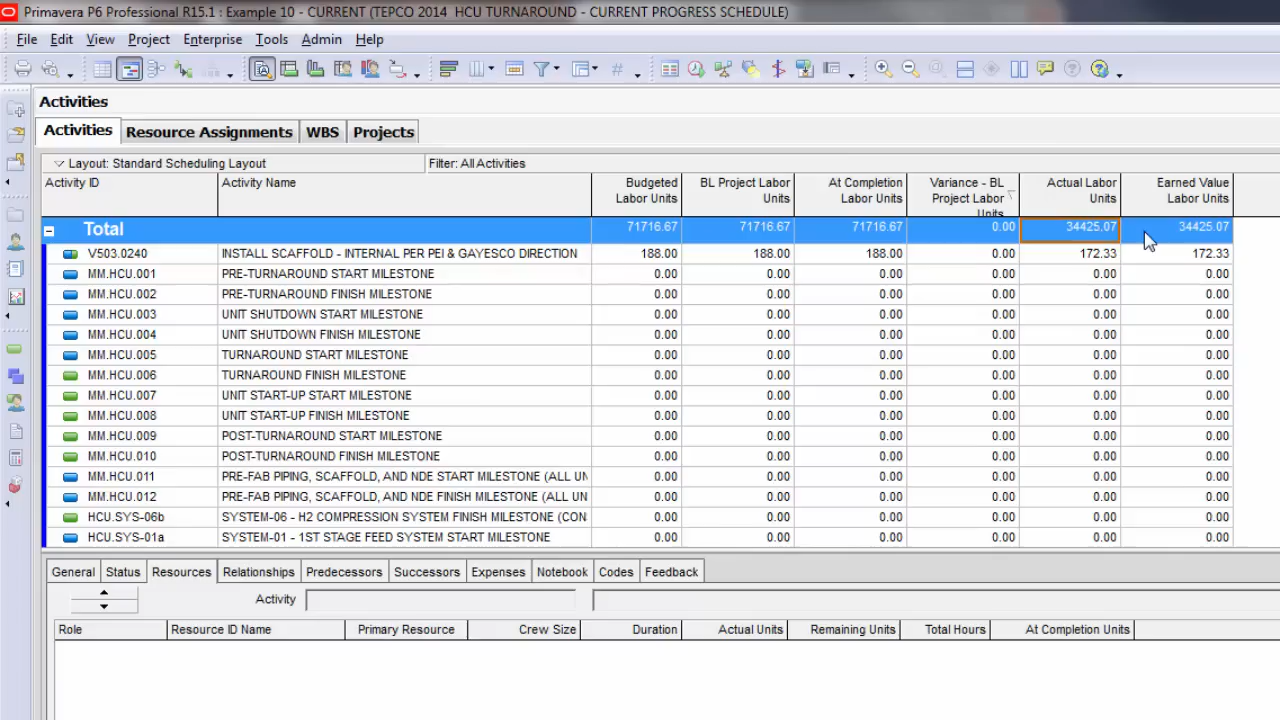 Primavera P6 Professional R15.1 : Example 10 - CURRENT (TEPCO 2014 HCU TURNAROUND - CURRENT PROGRESS SCHEDULE)
File Edit View Project Enterprise Tools Admin Help
Activities
Activities Resource Assignments WBS Projects
Layout: Standard Scheduling Layout Filter: All Activities
Activity ID Activity Name Budgeted Labor Units BL Project Labor Units At Completion Labor Units Variance - BL Project Labor Units Actual Labor Units Earned Value Labor Units
Total 71716.67 71716.67 71716.67 0.00 34425.07 34425.07
V503.0240 INSTALL SCAFFOLD - INTERNAL PER PEI & GAYESCO DIRECTION 188.00 188.00 188.00 0.00 172.33 172.33
MM.HCU.001 PRE-TURNAROUND START MILESTONE 0.00 0.00 0.00 0.00 0.00 0.00
MM.HCU.002 PRE-TURNAROUND FINISH MILESTONE 0.00 0.00 0.00 0.00 0.00 0.00
MM.HCU.003 UNIT SHUTDOWN START MILESTONE 0.00 0.00 0.00 0.00 0.00 0.00
MM.HCU.004 UNIT SHUTDOWN FINISH MILESTONE 0.00 0.00 0.00 0.00 0.00 0.00
MM.HCU.005 TURNAROUND START MILESTONE 0.00 0.00 0.00 0.00 0.00 0.00
MM.HCU.006 TURNAROUND FINISH MILESTONE 0.00 0.00 0.00 0.00 0.00 0.00
MM.HCU.007 UNIT START-UP START MILESTONE 0.00 0.00 0.00 0.00 0.00 0.00
MM.HCU.008 UNIT START-UP FINISH MILESTONE 0.00 0.00 0.00 0.00 0.00 0.00
MM.HCU.009 POST-TURNAROUND START MILESTONE 0.00 0.00 0.00 0.00 0.00 0.00
MM.HCU.010 POST-TURNAROUND FINISH MILESTONE 0.00 0.00 0.00 0.00 0.00 0.00
MM.HCU.011 PRE-FAB PIPING, SCAFFOLD, AND NDE START MILESTONE (ALL UN 0.00 0.00 0.00 0.00 0.00 0.00
MM.HCU.012 PRE-FAB PIPING, SCAFFOLD, AND NDE FINISH MILESTONE (ALL UN 0.00 0.00 0.00 0.00 0.00 0.00
HCU.SYS-06b SYSTEM-06 - H2 COMPRESSION SYSTEM FINISH MILESTONE (CON 0.00 0.00 0.00 0.00 0.00 0.00
HCU.SYS-01a SYSTEM-01 - 1ST STAGE FEED SYSTEM START MILESTONE 0.00 0.00 0.00 0.00 0.00 0.00
General Status Resources Relationships Predecessors Successors Expenses Notebook Codes Feedback
Activity
Role Resource ID Name Primary Resource Crew Size Duration Actual Units Remaining Units Total Hours At Completion Units